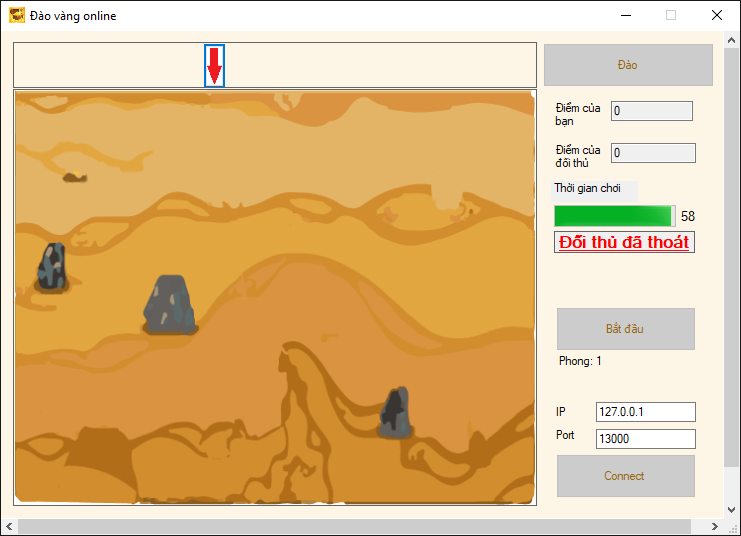 Đào vàng online
Đào
Điểm của
bạn
0
Điểm của
đối thủ
0
Thời gian chơi
58
Đối thủ đã thoát
Bắt đầu
Phong: 1
IP
127.0.0.1
Port
13000
Connect